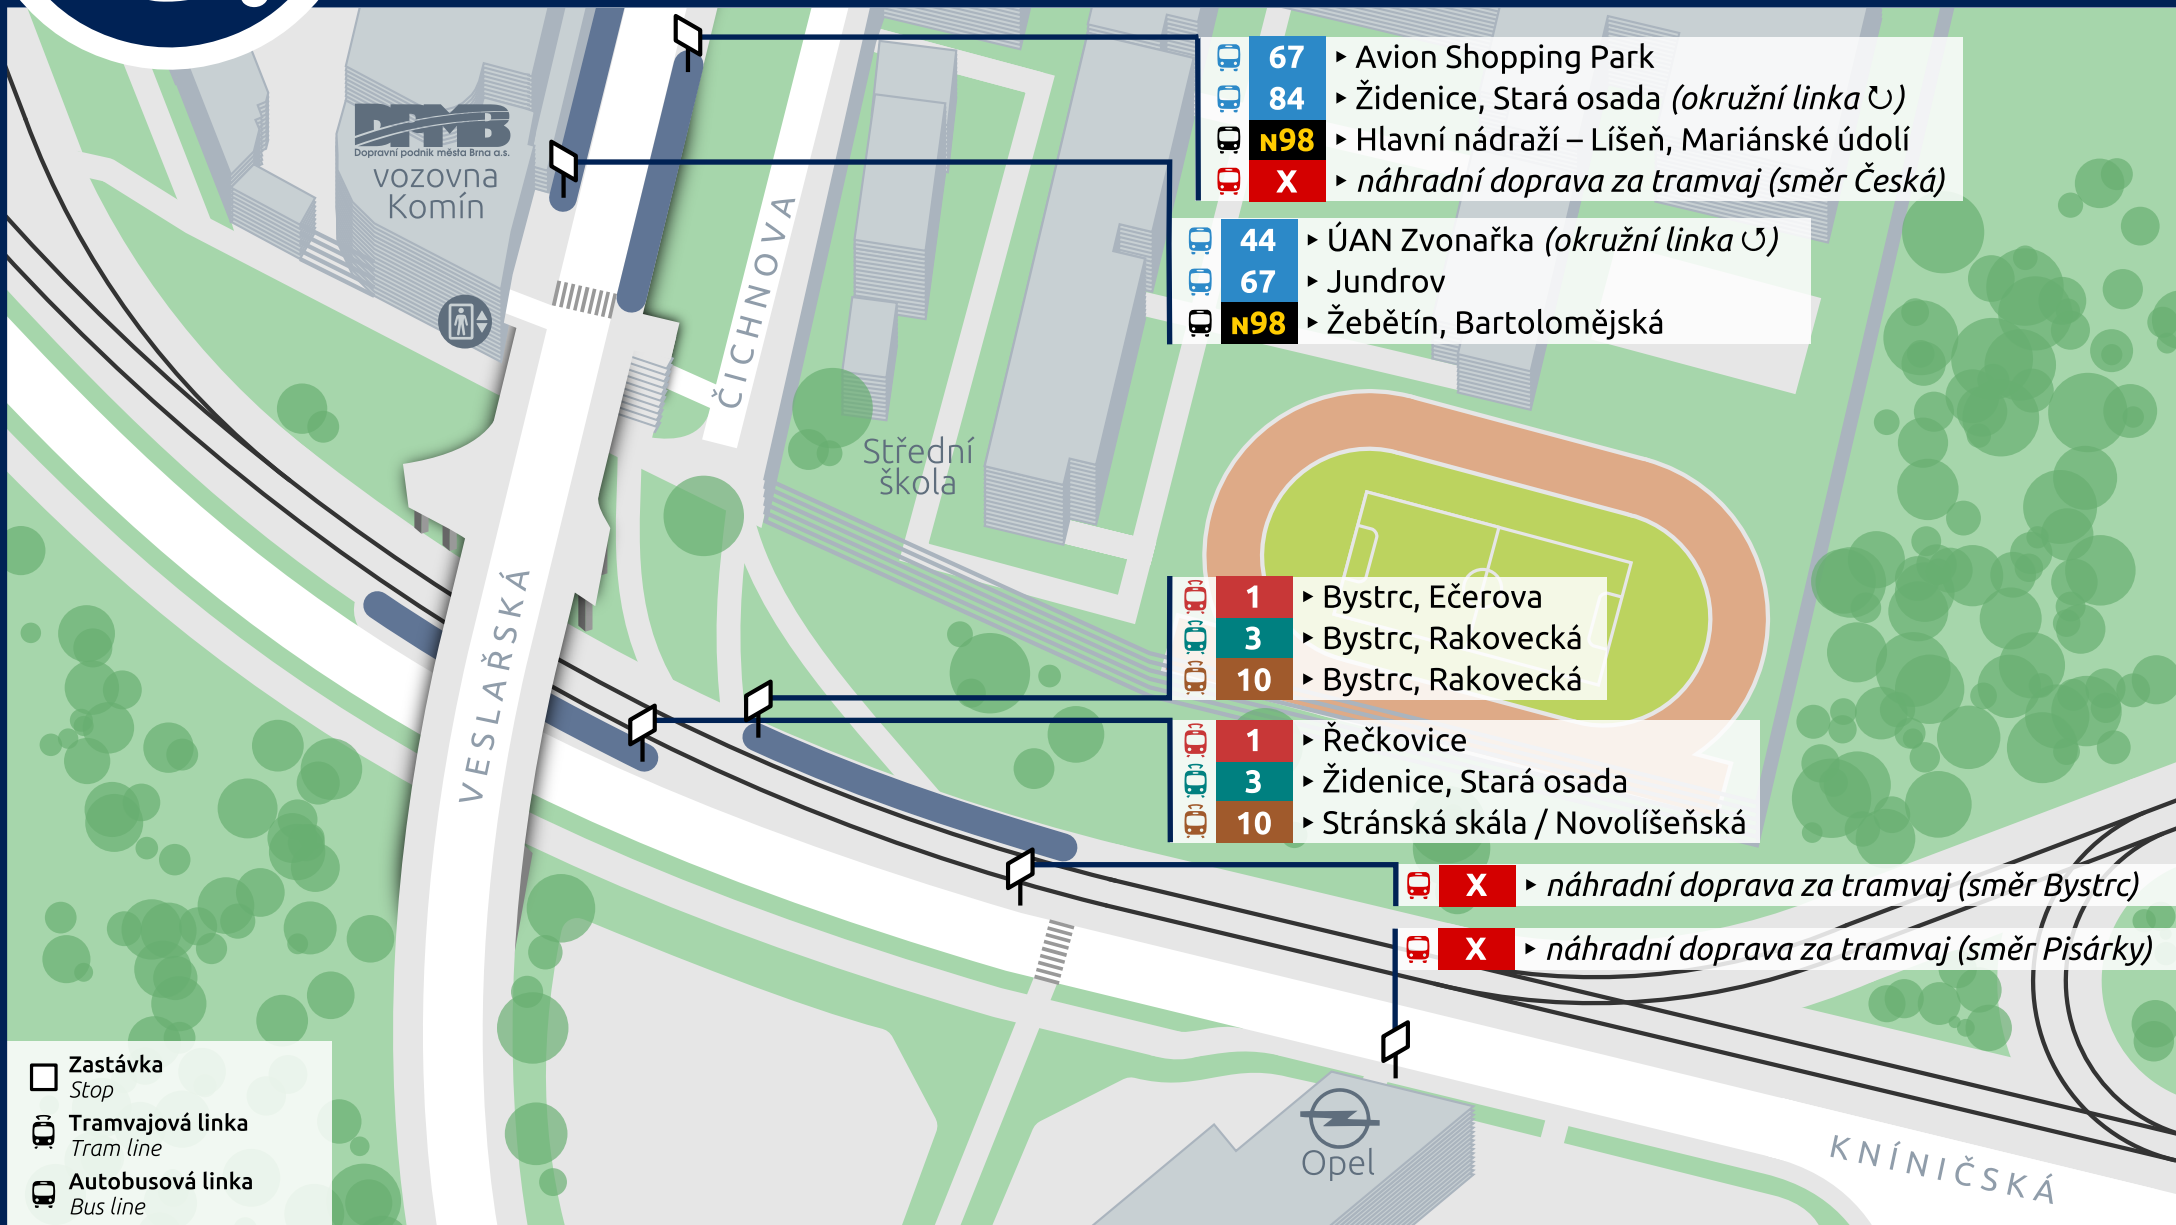 67 ‣ Avion Shopping Park
84 ‣ Židenice, Stará osada (okružní linka ↻)
N98 ‣ Hlavní nádraží – Líšeň, Mariánské údolí
X ‣ náhradní doprava za tramvaj (směr Česká)
DPMB
Dopravní podnik města Brna a.s.
vozovna
Komín
44 ‣ ÚAN Zvonařka (okružní linka ↺)
67 ‣ Jundrov
N98 ‣ Žebětín, Bartolomějská
ČICHNOVA
Střední
škola
VESLAŘSKÁ
1 ‣ Bystrc, Ečerova
3 ‣ Bystrc, Rakovecká
10 ‣ Bystrc, Rakovecká
1 ‣ Řečkovice
3 ‣ Židenice, Stará osada
10 ‣ Stránská skála / Novolíšeňská
X ‣ náhradní doprava za tramvaj (směr Bystrc)
X ‣ náhradní doprava za tramvaj (směr Pisárky)
Opel
KNÍNIČSKÁ
Zastávka
Stop
Tramvajová linka
Tram line
Autobusová linka
Bus line